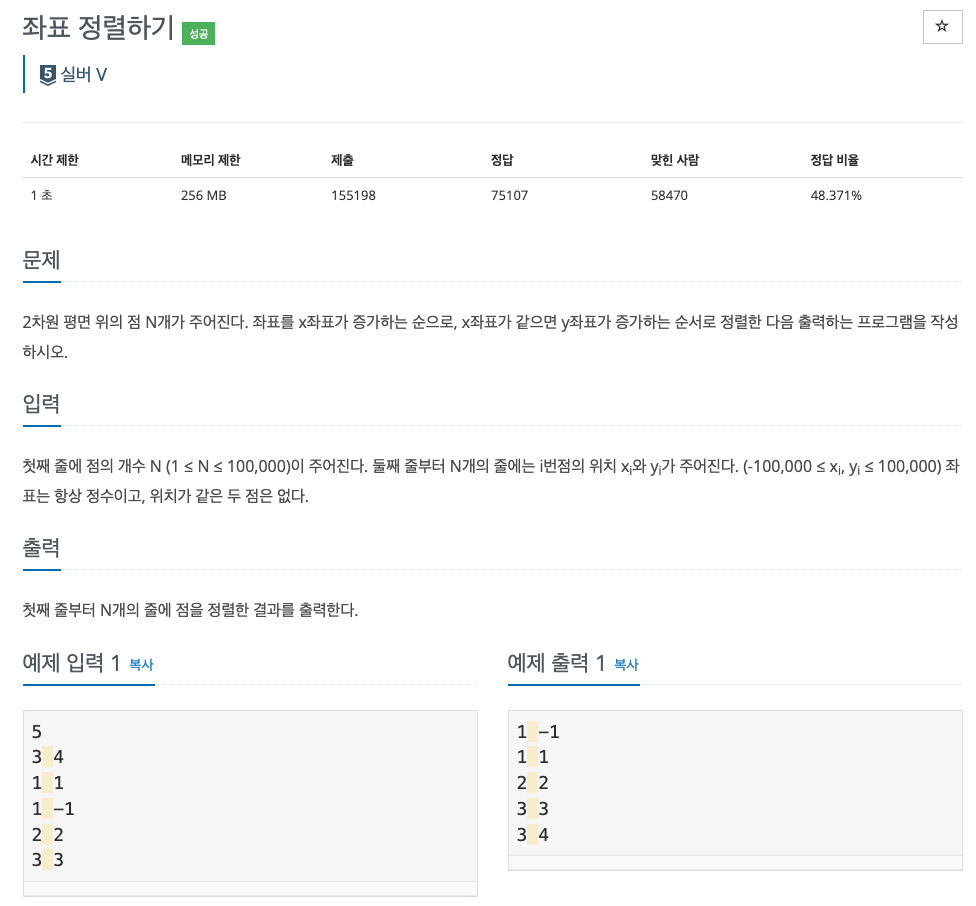 좌표 정렬하기 성공
☆
5 실버 V
시간 제한 메모리 제한 제출 정답 맞힌 사람 정답 비율
1 초 256 MB 155198 75107 58470 48.371%
문제
2차원 평면 위의 점 N개가 주어진다. 좌표를 x좌표가 증가하는 순으로, x좌표가 같으면 y좌표가 증가하는 순서로 정렬한 다음 출력하는 프로그램을 작성
하시오.
입력
첫째 줄에 점의 개수 N (1 ≤ N ≤ 100,000)이 주어진다. 둘째 줄부터 N개의 줄에는 i번점의 위치 xi와 yi가 주어진다. (-100,000 ≤ xi, yi ≤ 100,000) 좌
표는 항상 정수이고, 위치가 같은 두 점은 없다.
출력
첫째 줄부터 N개의 줄에 점을 정렬한 결과를 출력한다.
예제 입력 1 복사
5
3 4
1 1
1 -1
2 2
3 3
예제 출력 1 복사
1 -1
1 1
2 2
3 3
3 4